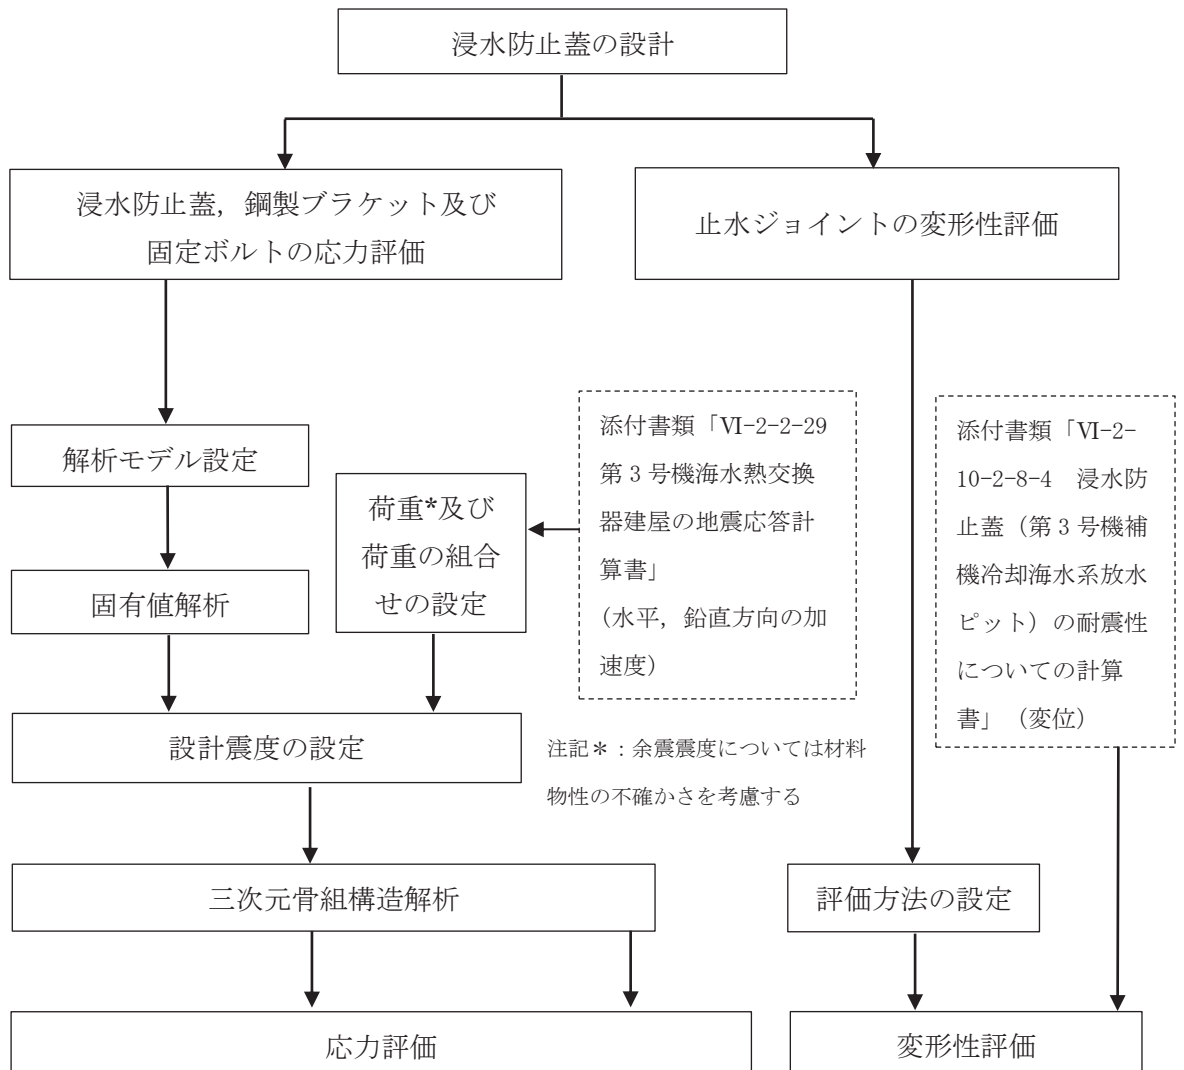 浸水防止蓋の設計
浸水防止蓋，鋼製ブラケット及び
固定ボルトの応力評価
止水ジョイントの変形性評価
解析モデル設定
固有値解析
荷重*及び
荷重の組合
せの設定
添付書類「Ⅵ-2-2-29
第3号機海水熱交換
器建屋の地震応答計
算書」
(水平，鉛直方向の加
速度)
添付書類「Ⅵ-2-
10-2-8-4　浸水防
止蓋（第3号機補
機冷却海水系放水
ピット）の耐震性
についての計算
書」（変位）
設計震度の設定
注記＊：余震震度については材料
物性の不確かさを考慮する
三次元骨組構造解析
評価方法の設定
応力評価
変形性評価